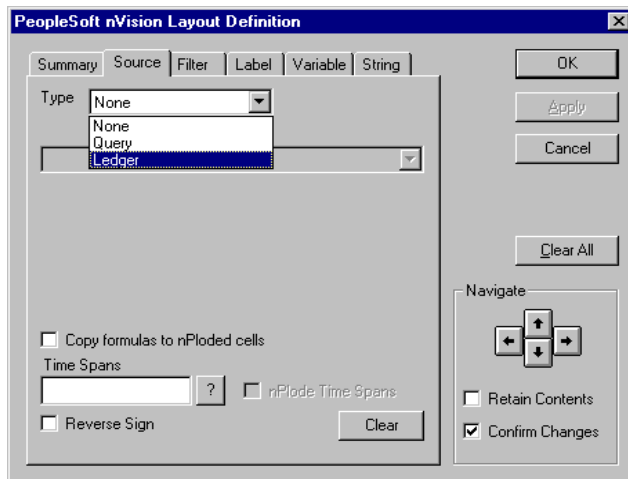 PeopleSoft nVision Layout Definition
Summary Source Filter Label Variable String
OK
Type None
None
Query
Ledger
Apply
Cancel
Clear All
Navigate
Copy formulas to nPloded cells
Time Spans
? nPlode Time Spans
Reverse Sign
Clear
Retain Contents
Confirm Changes